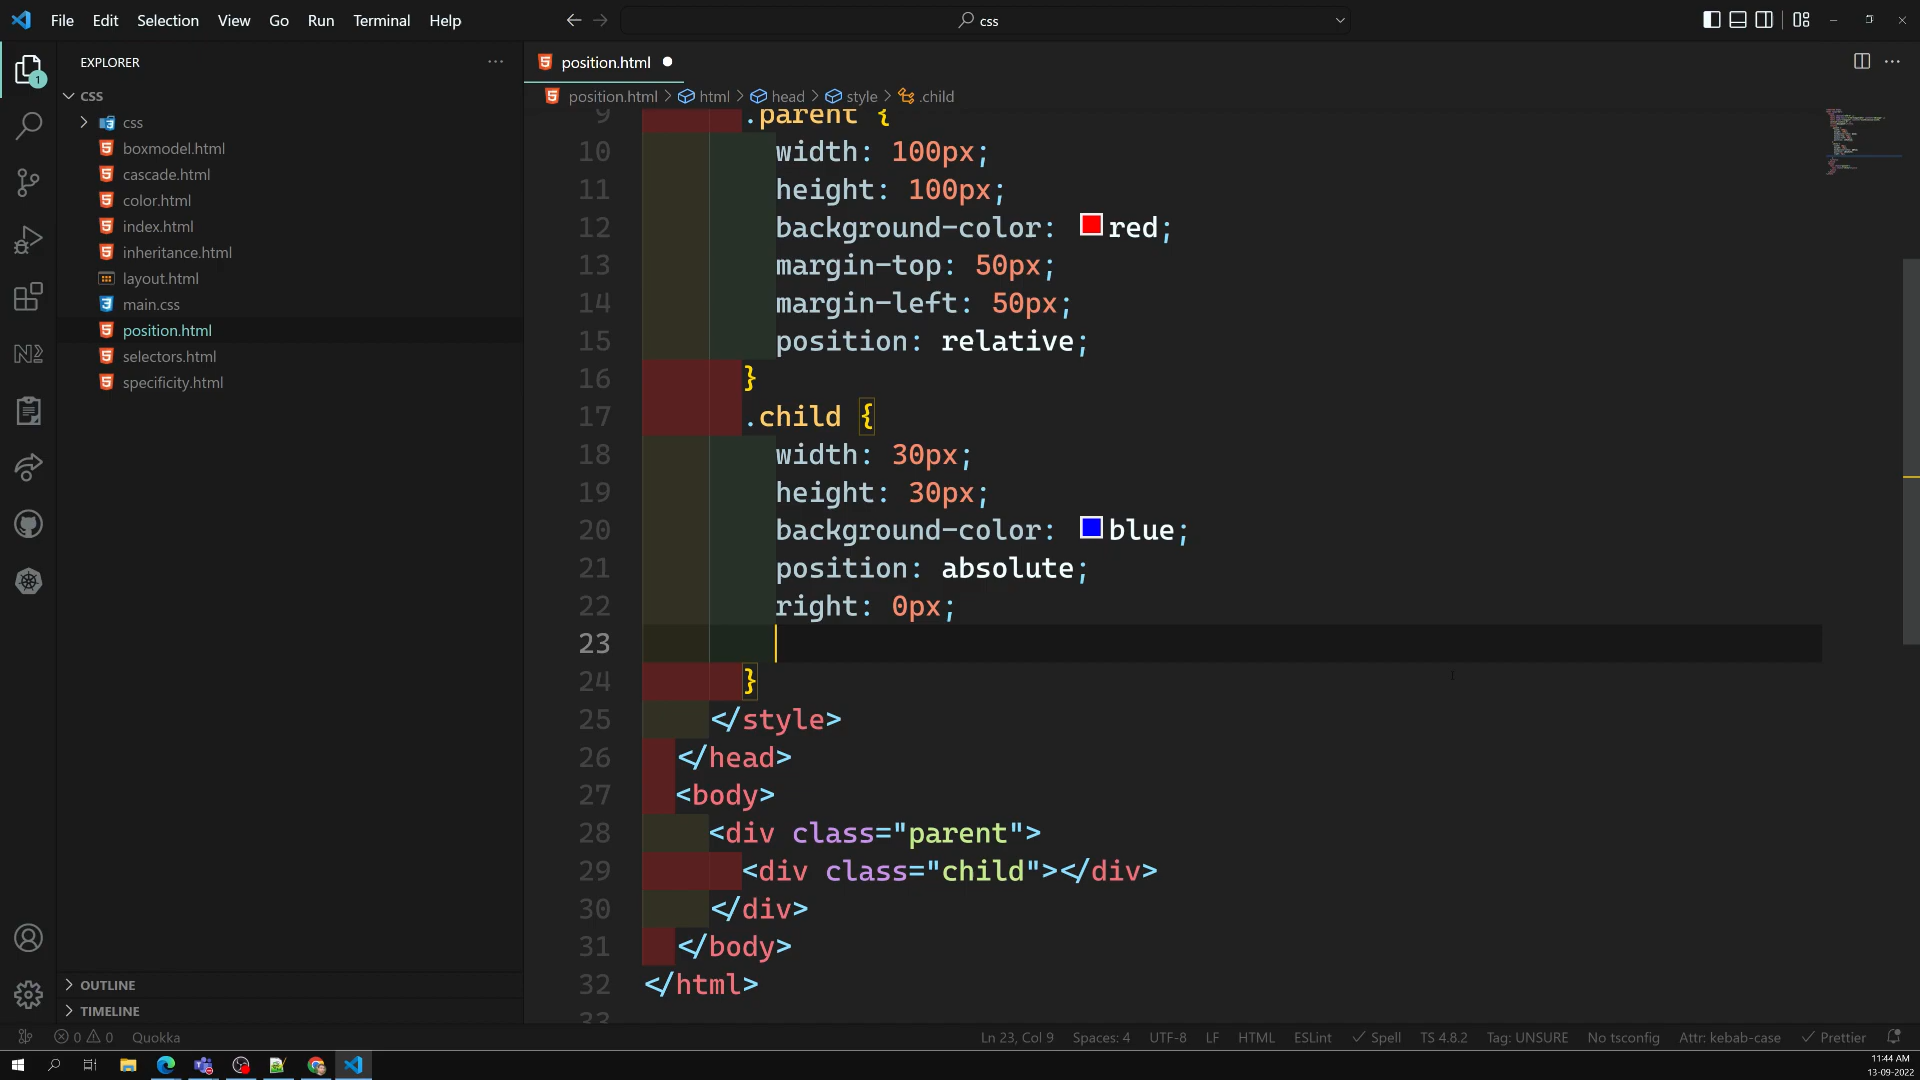 File Edit Selection View Go Run Terminal Help
css
EXPLORER
1
CSS
css
boxmodel.html
cascade.html
color.html
index.html
inheritance.html
layout.html
main.css
position.html
selectors.html
specificity.html
OUTLINE
TIMELINE
position.html
position.html > html > head > style > .child
9 .parent {
10 width: 100px;
11 height: 100px;
12 background-color: red;
13 margin-top: 50px;
14 margin-left: 50px;
15 position: relative;
16 }
17 .child {
18 width: 30px;
19 height: 30px;
20 background-color: blue;
21 position: absolute;
22 right: 0px;
23
24 }
25 </style>
26 </head>
27 <body>
28 <div class="parent">
29 <div class="child"></div>
30 </div>
31 </body>
32 </html>
33
0 0 Quokka Ln 23, Col 9 Spaces: 4 UTF-8 LF HTML ESLint Spell TS 4.8.2 Tag: UNSURE No tsconfig Attr: kebab-case Prettier
11:44 AM
13-09-2022